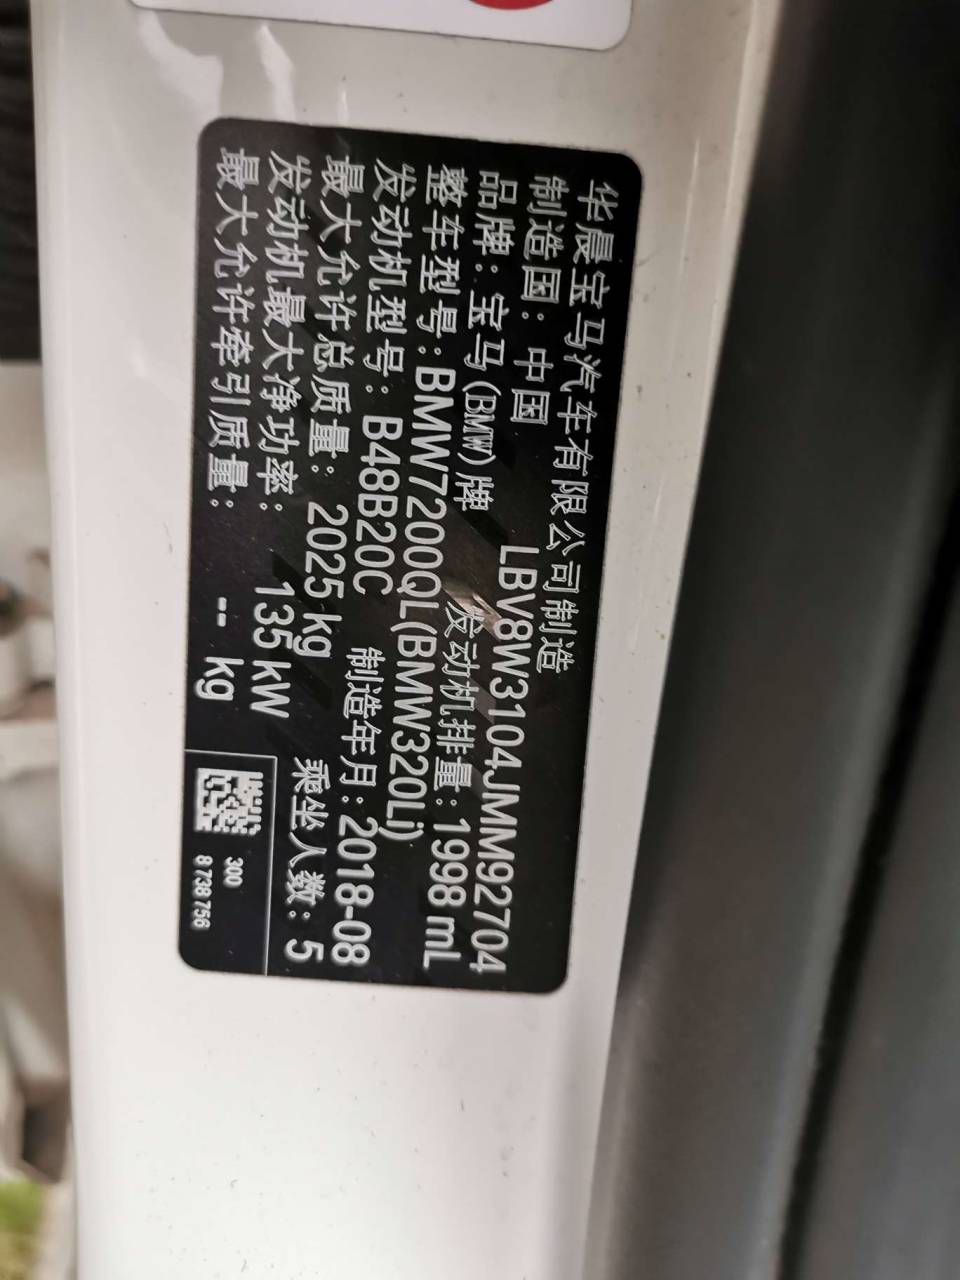 华晨宝马汽车有限公司制造
制造国：中国 LBV8W3104JMM92704
品牌：宝马(BMW)牌 发动机排量：1998 mL
整车型号：BMW7200QL(BMW320Li)
发动机型号：B48B20C 制造年月：2018-08
最大允许总质量：2025 kg 乘坐人数：5
发动机最大净功率：135 kW
最大允许牵引质量：-- kg
300
8 738 756